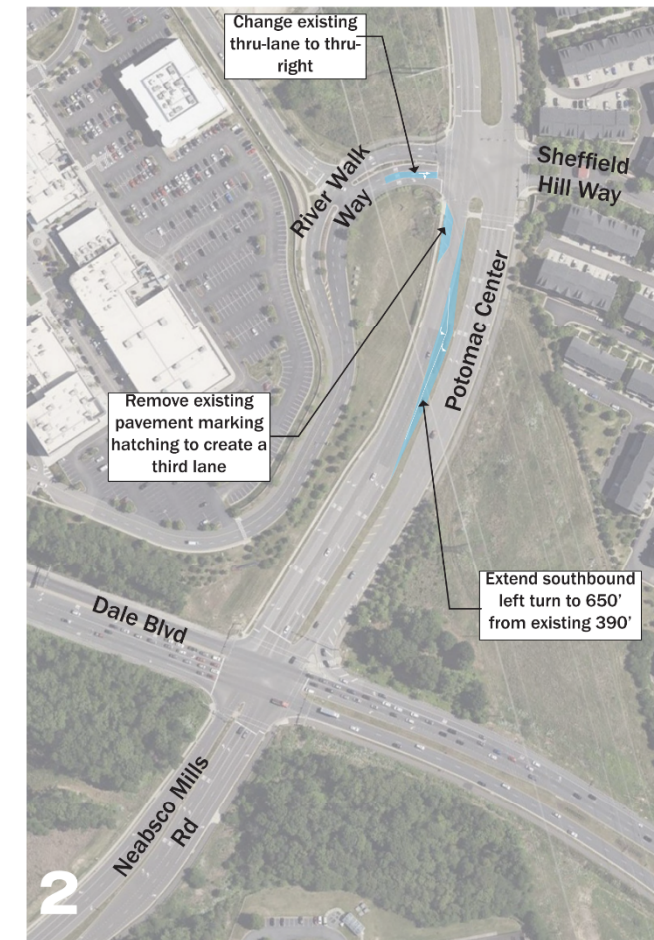 Change existing
thru-lane to thru-
right
River Walk
Way
Sheffield
Hill Way
Potomac Center
Remove existing
pavement marking
hatching to create a
third lane
Extend southbound
left turn to 650’
from existing 390’
Dale Blvd
Neabsco Mills
Rd
2